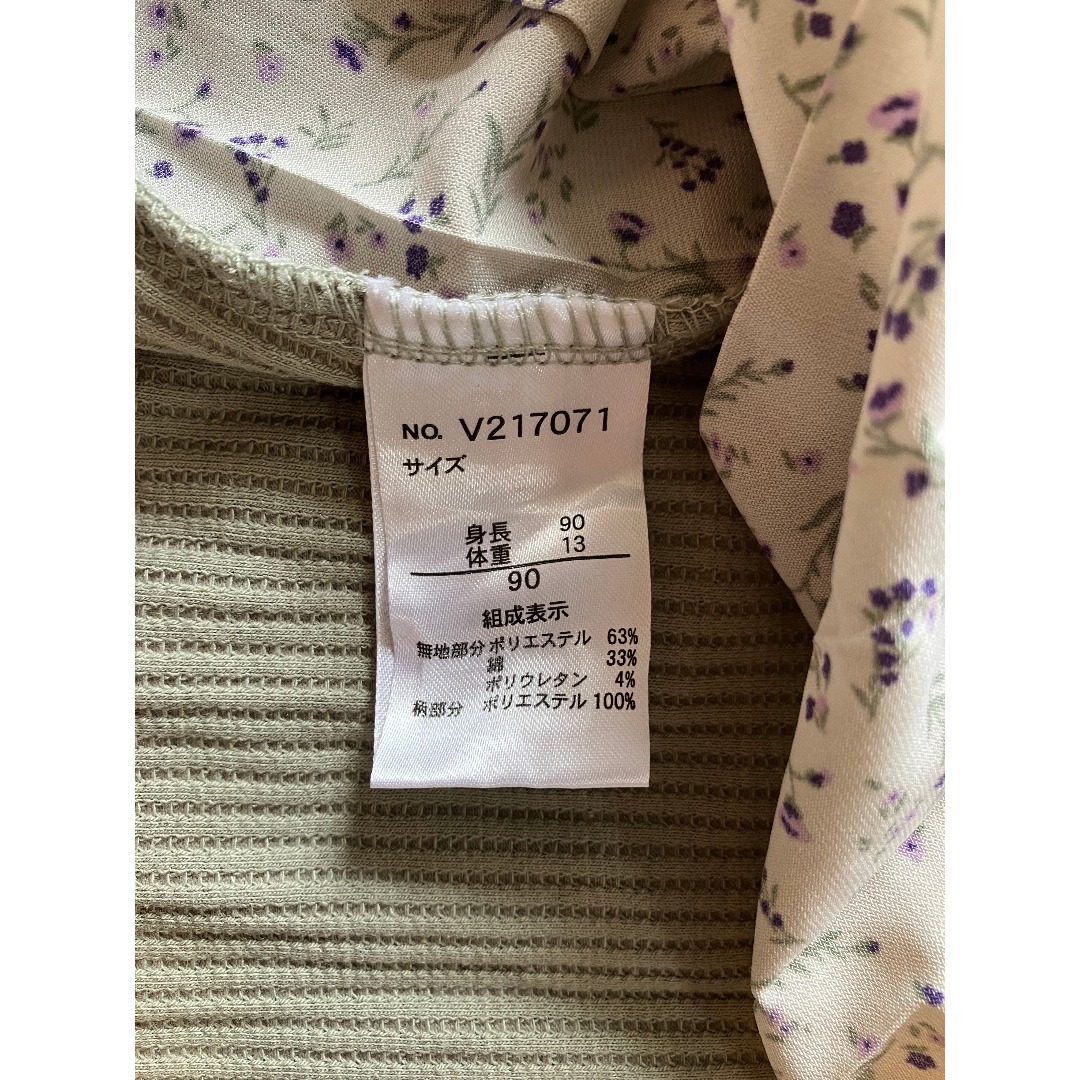 NO. V217071
サイズ
身長 90
体重 13
90
組成表示
無地部分 ポリエステル 63%
綿 33%
ポリウレタン 4%
柄部分 ポリエステル 100%